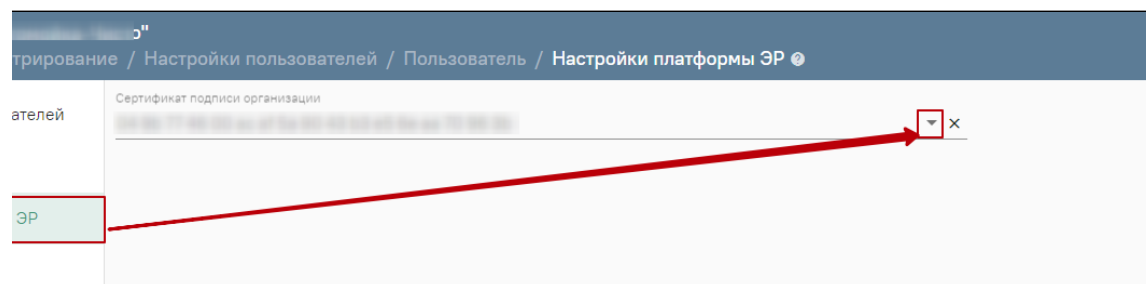 о"
трирование / Настройки пользователей / Пользователь / Настройки платформы ЭР
ателей
Сертификат подписи организации
ЭР